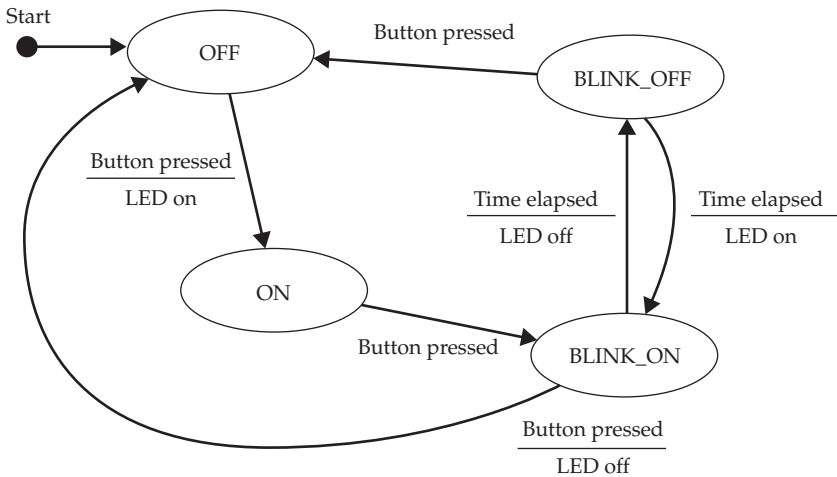 Start
OFF
Button pressed
BLINK_OFF
Button pressed
LED on
Time elapsed
LED off
Time elapsed
LED on
ON
Button pressed
BLINK_ON
Button pressed
LED off